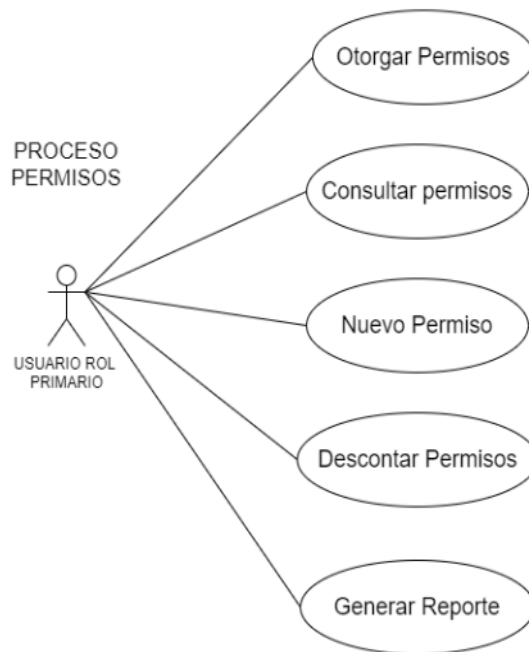 Otorgar Permisos
PROCESO
PERMISOS
Consultar permisos
Nuevo Permiso
USUARIO ROL
PRIMARIO
Descontar Permisos
Generar Reporte